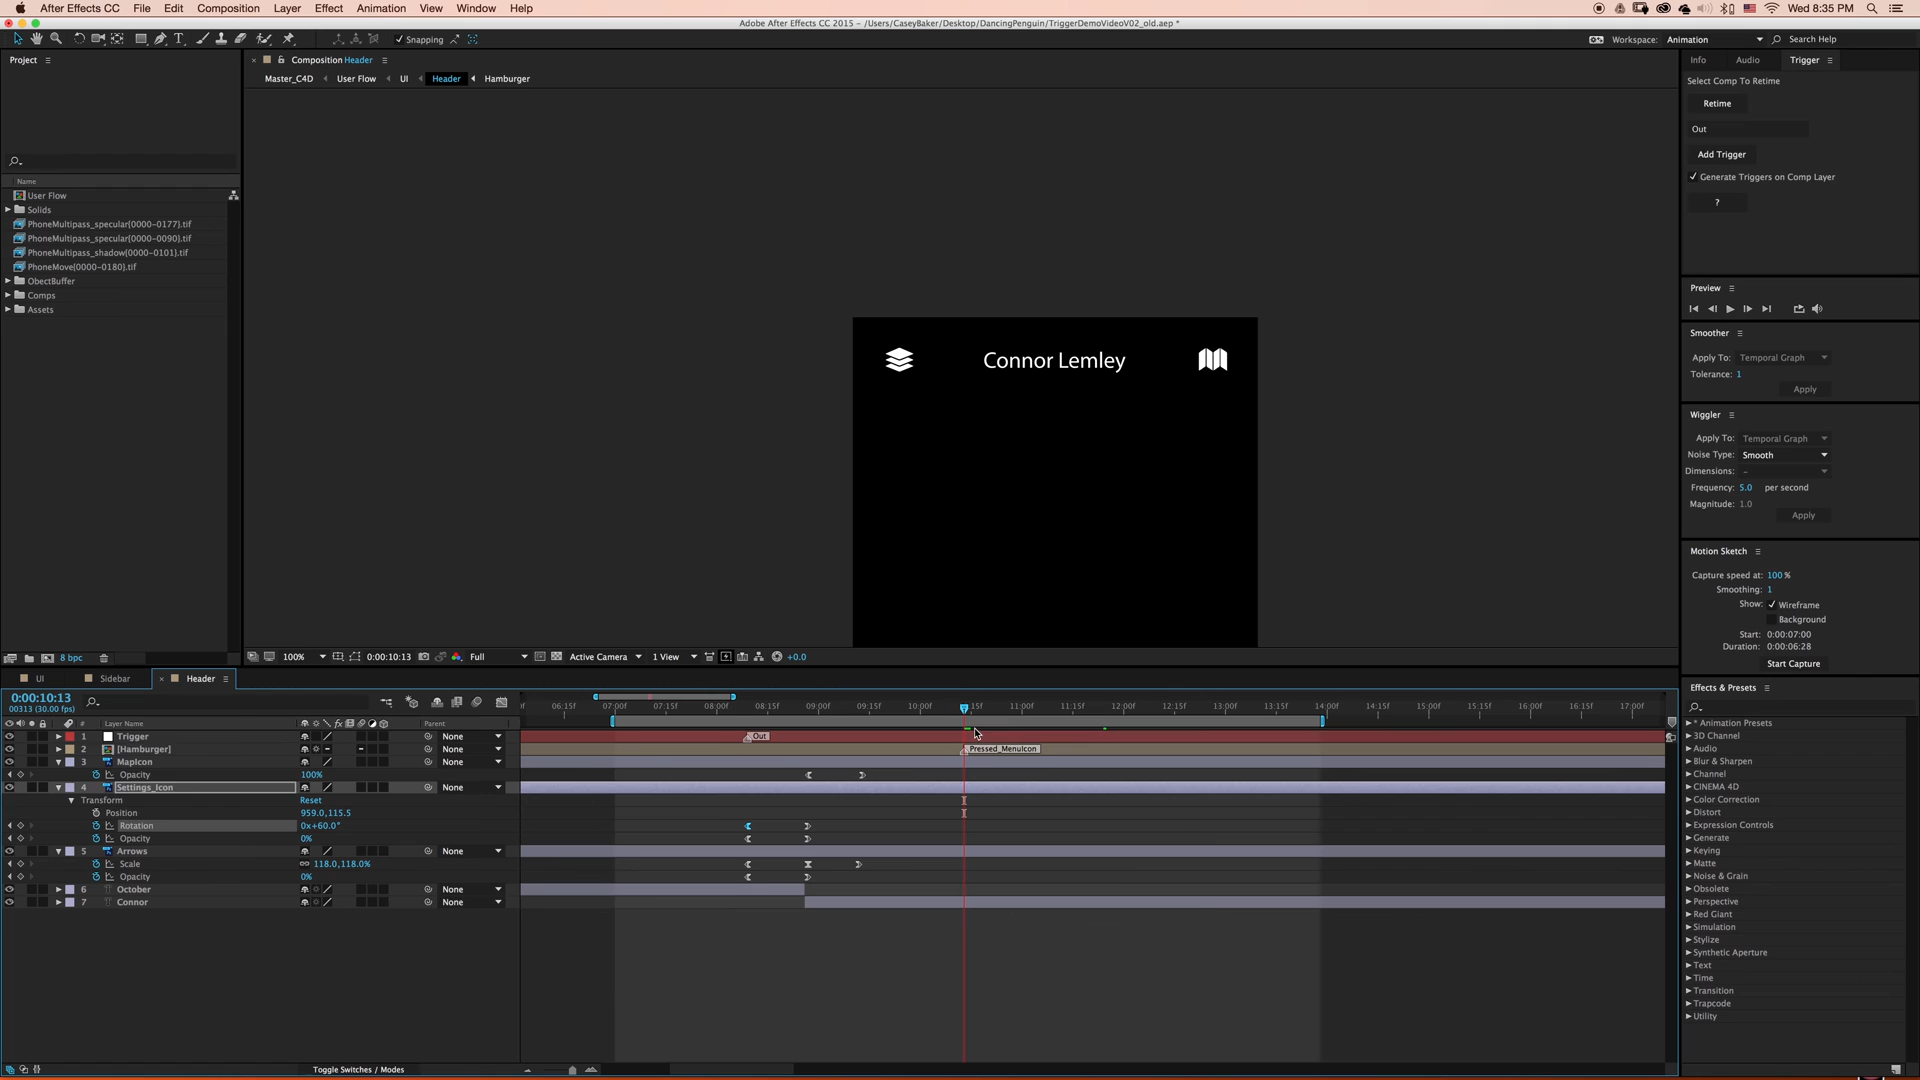 After Effects CC File Edit Composition Layer Effect Animation View Window Help Wed 8:35 PM
Adobe After Effects CC 2015 - /Users/CaseyBaker/Desktop/DancingPenguin/TriggerDemoVideoV02_old.aep *
Snapping
Workspace: Animation
Search Help
Project
Composition Header
Info Audio Trigger
Master_C4D User Flow UI Header Hamburger
Select Comp To Retime
Retime
Out
Add Trigger
Generate Triggers on Comp Layer
?
Name
User Flow
Solids
PhoneMultipass_specular[0000-0177].tif
PhoneMultipass_specular[0000-0090].tif
PhoneMultipass_shadow[0000-0101].tif
PhoneMove[0000-0180].tif
ObectBuffer
Comps
Assets
Connor Lemley
Preview
Smoother
Apply To: Temporal Graph
Tolerance: 1
Apply
Wiggler
Apply To: Temporal Graph
Noise Type: Smooth
Dimensions: -
Frequency: 5.0 per second
Magnitude: 1.0
Apply
Motion Sketch
Capture speed at: 100 %
Smoothing: 1
Show: Wireframe
Background
Start: 0:00:07:00
Duration: 0:00:06:28
Start Capture
8 bpc
100% 0:00:10:13 Full Active Camera 1 View +0.0
UI Sidebar Header
0:00:10:13
00313 (30.00 fps)
06:15f 07:00f 07:15f 08:00f 08:15f 09:00f 09:15f 10:00f 11:00f 11:15f 12:00f 12:15f 13:00f 13:15f 14:00f 14:15f 15:00f 15:15f 16:00f 16:15f 17:00f
# Layer Name Parent
1 Trigger None Out
2 [Hamburger] None Pressed_MenuIcon
3 MapIcon None
Opacity 100%
4 Settings_Icon None
Transform Reset
Position 959.0,115.5
Rotation 0x+60.0°
Opacity 0%
5 Arrows None
Scale 118.0,118.0%
Opacity 0%
6 October None
7 Connor None
Toggle Switches / Modes
Effects & Presets
* Animation Presets
3D Channel
Audio
Blur & Sharpen
Channel
CINEMA 4D
Color Correction
Distort
Expression Controls
Generate
Keying
Matte
Noise & Grain
Obsolete
Perspective
Red Giant
Simulation
Stylize
Synthetic Aperture
Text
Time
Transition
Trapcode
Utility